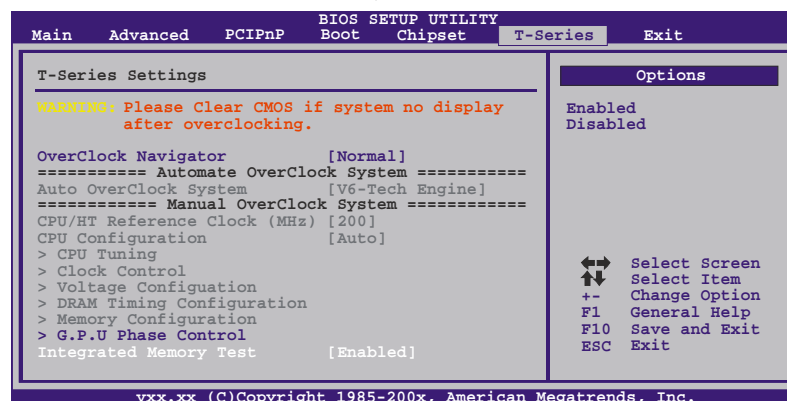 BIOS SETUP UTILITY
Main Advanced PCIPnP Boot Chipset T-Series Exit
T-Series Settings
WARNING: Please Clear CMOS if system no display
after overclocking.
OverClock Navigator [Normal]
=========== Automate OverClock System ===========
Auto OverClock System [V6-Tech Engine]
============ Manual OverClock System ============
CPU/HT Reference Clock (MHz) [200]
CPU Configuration [Auto]
> CPU Tuning
> Clock Control
> Voltage Configuation
> DRAM Timing Configuration
> Memory Configuration
> G.P.U Phase Control
Integrated Memory Test [Enabled]
Options
Enabled
Disabled
Select Screen
Select Item
+- Change Option
F1 General Help
F10 Save and Exit
ESC Exit
vxx.xx (C)Copyright 1985-200x, American Megatrends, Inc.